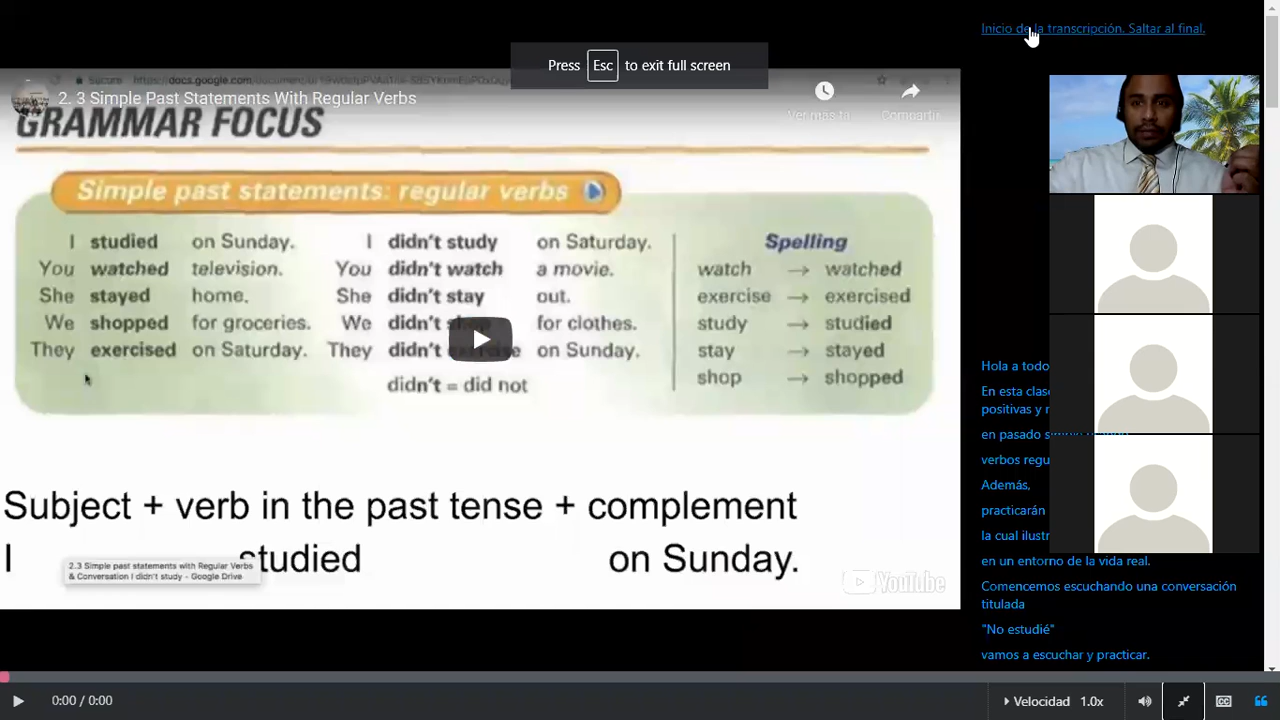 Inicio de la transcripción. Saltar al final.
Press Esc to exit full screen
2. 3 Simple Past Statements With Regular Verbs
Ver más ta
Compartir
GRAMMAR FOCUS
Simple past statements: regular verbs
I studied on Sunday. I didn't study on Saturday.
You watched television. You didn't watch a movie.
She stayed home. She didn't stay out.
We shopped for groceries. We didn't shop for clothes.
They exercised on Saturday. They didn't exercise on Sunday.
didn't = did not
Spelling
watch → watched
exercise → exercised
study → studied
stay → stayed
shop → shopped
Subject + verb in the past tense + complement
I studied on Sunday.
2.3 Simple past statements with Regular Verbs
& Conversation I didn't study - Google Drive
YouTube
Hola a todo
En esta clase
positivas y
en pasado
verbos regu
Además,
practicarán
la cual ilust
en un entorno de la vida real.
Comencemos escuchando una conversación
titulada
"No estudié"
vamos a escuchar y practicar.
0:00 / 0:00
Velocidad 1.0x
CC